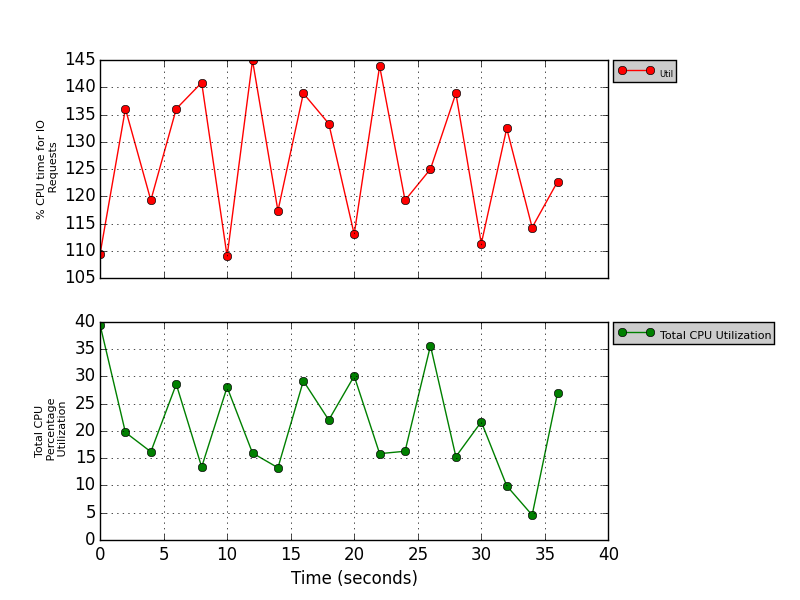 145
140
135
130
125
120
115
110
105
% CPU time for IO
Requests
Util
40
35
30
25
20
15
10
5
0
Total CPU
Percentage
Utilization
Total CPU Utilization
0 5 10 15 20 25 30 35 40
Time (seconds)